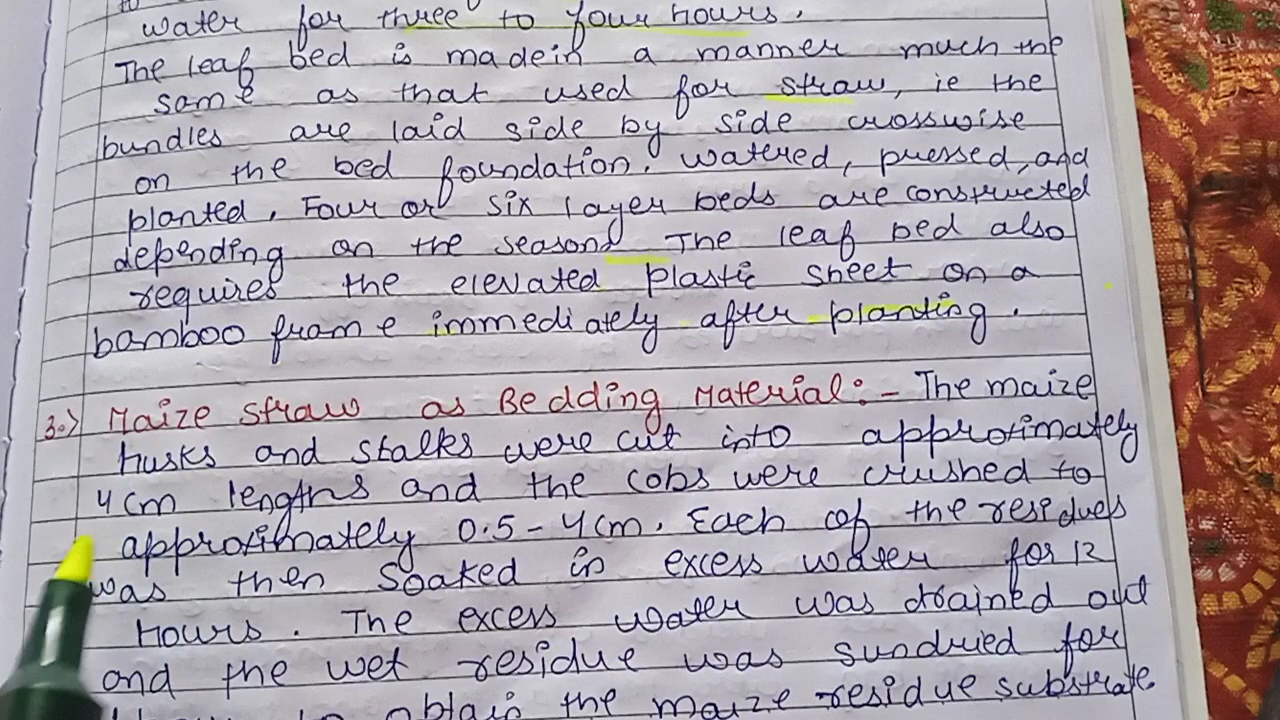 water for three to four hours.
The leaf bed is madein a manner much the
same as that used for straw, ie the
bundles are laid side by side crosswise
on the bed foundation. watered, pressed, and
planted. Four or six layer beds are constructed
depending on the season. The leaf bed also
requires the elevated plastic sheet on a
bamboo frame immediately after planting.
3.) Maize straw as Bedding Material:- The maize
husks and stalks were cut into approximately
4cm lengths and the cobs were crushed to
approximately 0.5-4cm. Each of the residues
was then soaked in excess water for 12
hours. The excess water was drained out
and the wet residue was sundried for
obtain the maize residue substrate.